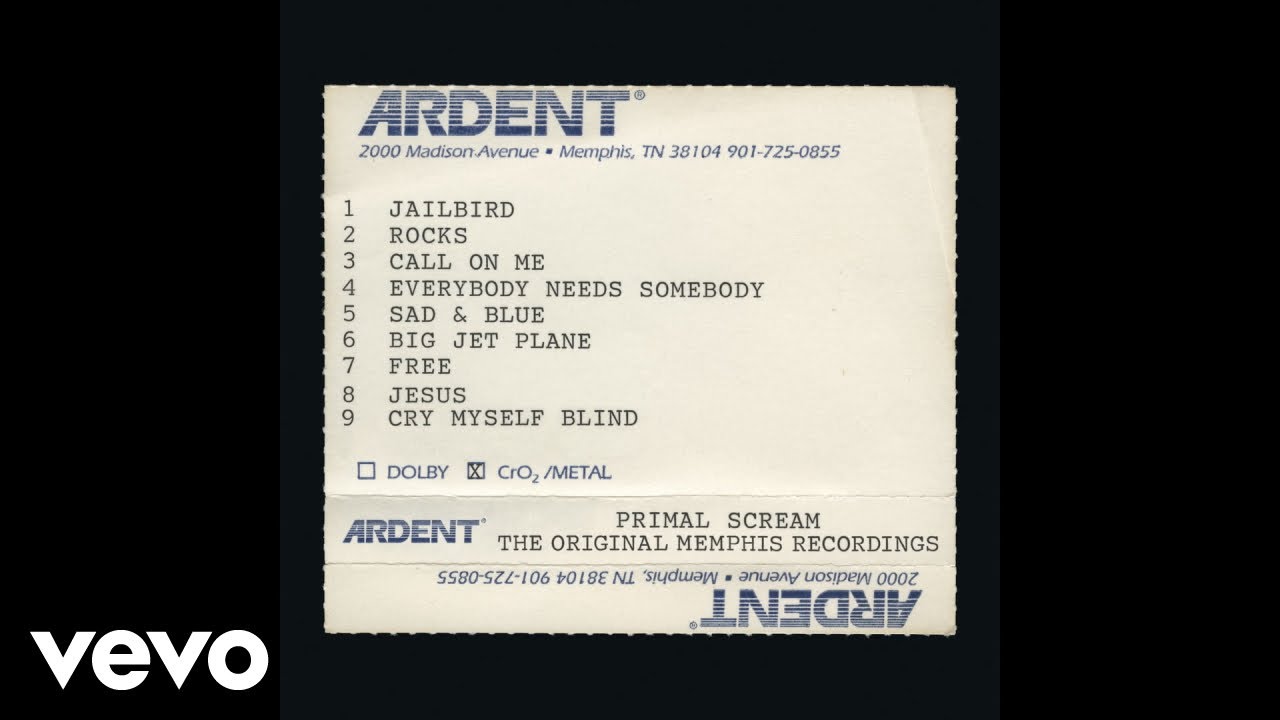 ARDENT®
2000 Madison Avenue ▪ Memphis, TN 38104 901-725-0855
1 JAILBIRD
2 ROCKS
3 CALL ON ME
4 EVERYBODY NEEDS SOMEBODY
5 SAD & BLUE
6 BIG JET PLANE
7 FREE
8 JESUS
9 CRY MYSELF BLIND
☐ DOLBY ☒ CrO₂ /METAL
ARDENT® PRIMAL SCREAM
THE ORIGINAL MEMPHIS RECORDINGS
2000 Madison Avenue ▪ Memphis, TN 38104 901-725-0855
ARDENT®
vevo